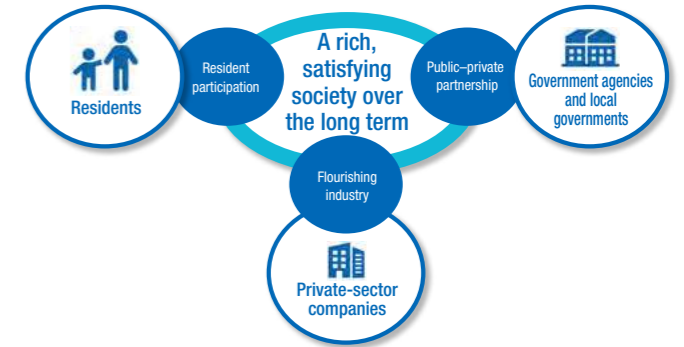 Residents
Resident
participation
A rich,
satisfying
society over
the long term
Public–private
partnership
Government agencies
and local
governments
Flourishing
industry
Private-sector
companies